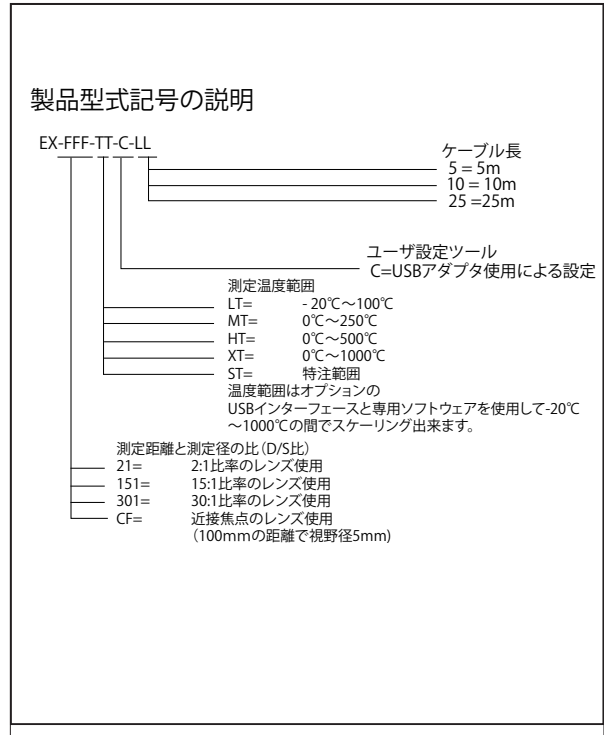 製品型式記号の説明
EX-FFF-TT-C-LL
ケーブル長
5 = 5m
10 = 10m
25 =25m
ユーザ設定ツール
C=USBアダプタ使用による設定
測定温度範囲
LT= - 20℃～100℃
MT= 0℃～250℃
HT= 0℃～500℃
XT= 0℃～1000℃
ST= 特注範囲
温度範囲はオプションの
USBインターフェースと専用ソフトウェアを使用して-20℃
～1000℃の間でスケーリング出来ます。
測定距離と測定径の比（D/S比）
21= 2:1比率のレンズ使用
151= 15:1比率のレンズ使用
301= 30:1比率のレンズ使用
CF= 近接焦点のレンズ使用
（100mmの距離で視野径5mm)